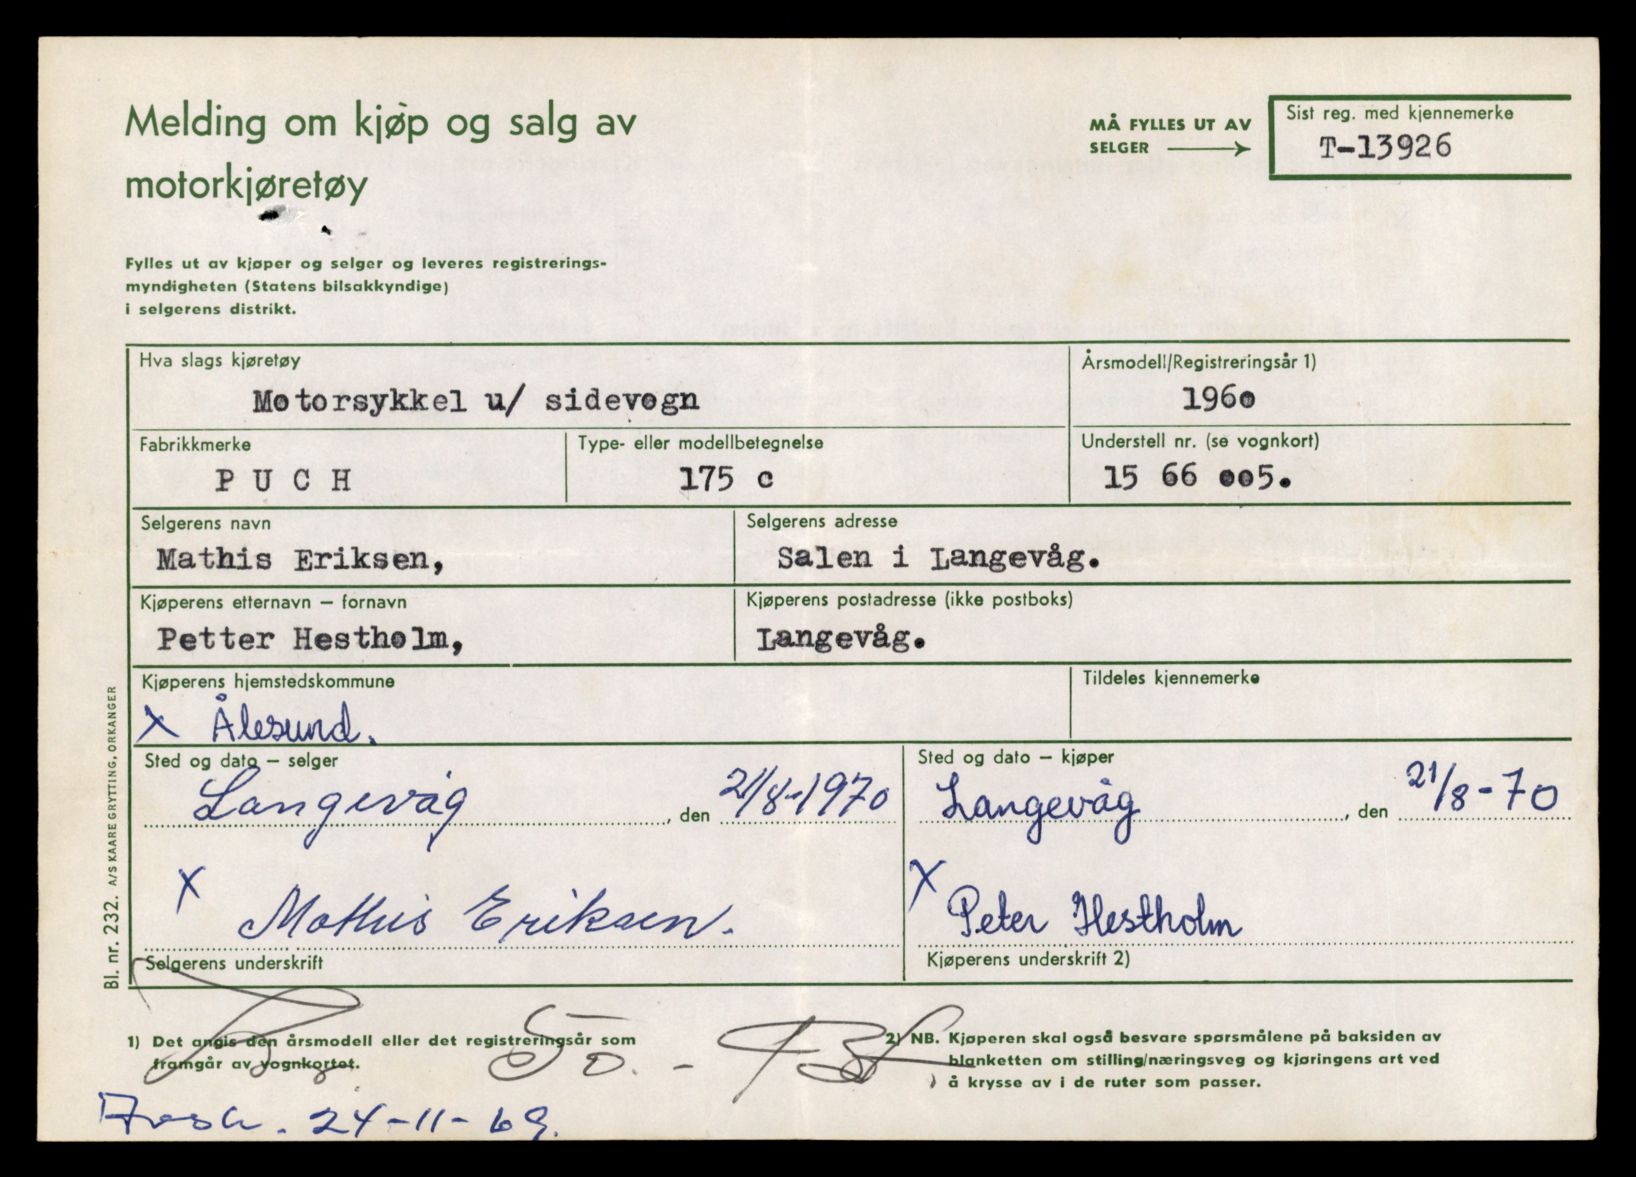 Melding om kjøp og salg av
motorkjøretøy
MÅ FYLLES UT AV
SELGER
Sist reg. med kjennemerke
T-13926
Fylles ut av kjøper og selger og leveres registrerings-
myndigheten (Statens bilsakkyndige)
i selgerens distrikt.
Hva slags kjøretøy
Motorsykkel u/ sidevogn
Årsmodell/Registreringsår 1)
1960
Fabrikkmerke
P U C H
Type- eller modellbetegnelse
175 c
Understell nr. (se vognkort)
15 66 005.
Selgerens navn
Mathis Eriksen,
Selgerens adresse
Salen i Langevåg.
Kjøperens etternavn – fornavn
Petter Hestholm,
Kjøperens postadresse (ikke postboks)
Langevåg.
Kjøperens hjemstedskommune
X Ålesund.
Tildeles kjennemerke
Sted og dato – selger
Langevåg, den 21/8-1970
Sted og dato – kjøper
Langevåg, den 21/8-70
X Mathis Eriksen.
Selgerens underskrift
X Peter Hestholm
Kjøperens underskrift 2)
Bl. nr. 232. A/S KAARE GRYTTING, ORKANGER
1) Det angis den årsmodell eller det registreringsår som
framgår av vognkortet.
50.-
2) NB. Kjøperen skal også besvare spørsmålene på baksiden av
blanketten om stilling/næringsveg og kjøringens art ved
å krysse av i de ruter som passer.
24-11-69.